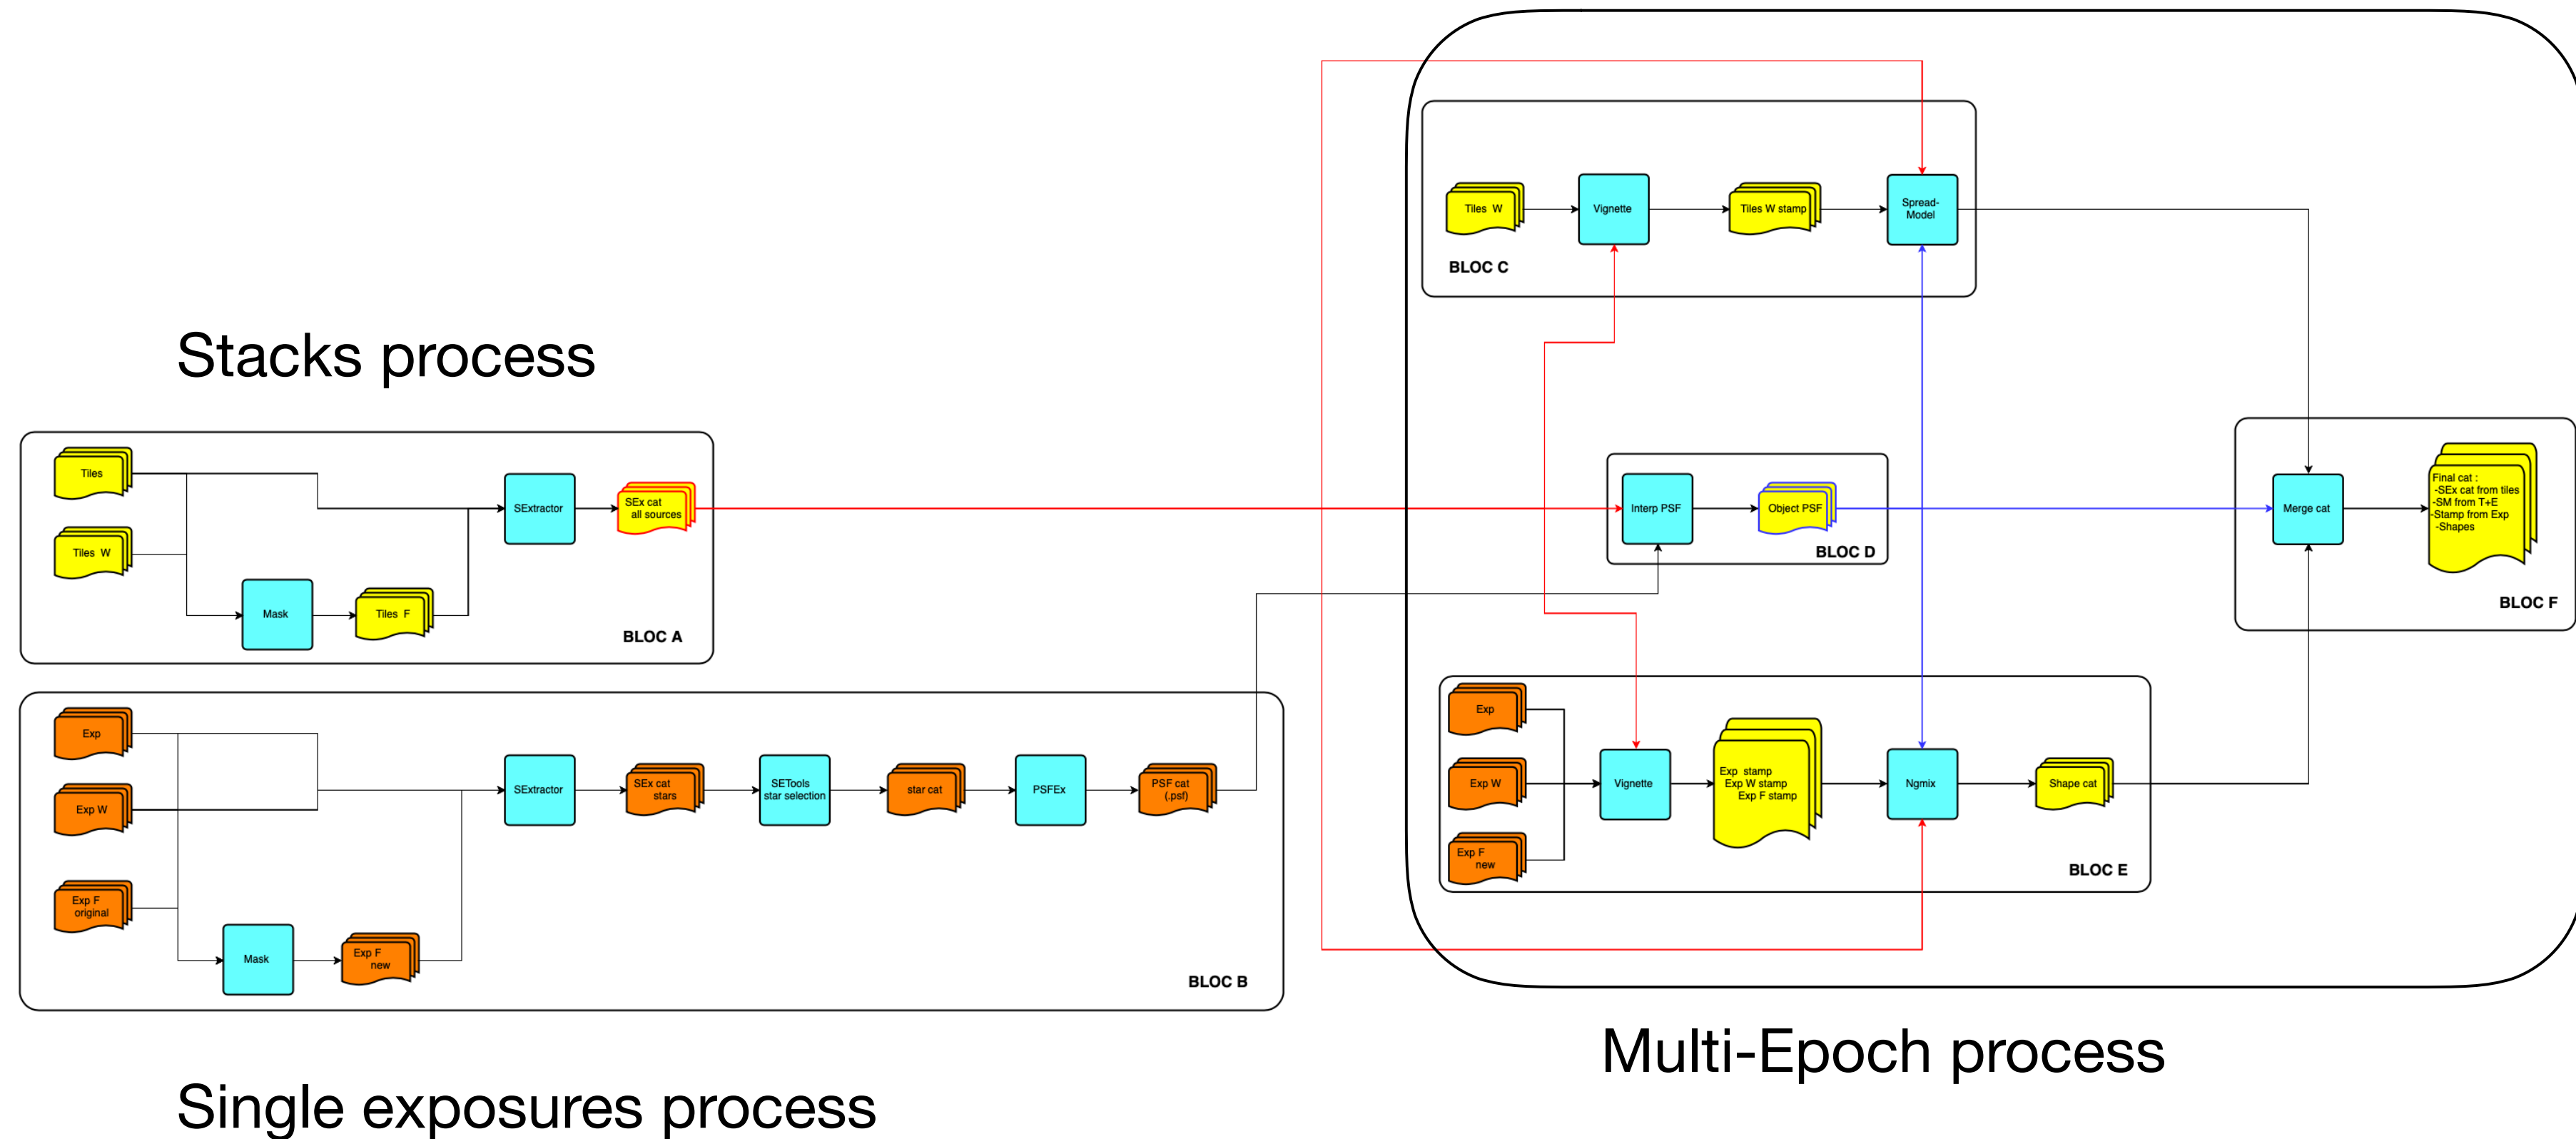 Stacks process
Tiles
Tiles W
Mask
Tiles F
SExtractor
SEx cat
all sources
BLOC A
Exp
Exp W
Exp F
original
Mask
Exp F
new
SExtractor
SEx cat
stars
SETools
star selection
star cat
PSFEx
PSF cat
(.psf)
BLOC B
Single exposures process
Tiles W
Vignette
Tiles W stamp
Spread-
Model
BLOC C
Interp PSF
Object PSF
BLOC D
Exp
Exp W
Exp F
new
Vignette
Exp stamp
Exp W stamp
Exp F stamp
Ngmix
Shape cat
BLOC E
Merge cat
Final cat :
-SEx cat from tiles
-SM from T+E
-Stamp from Exp
-Shapes
BLOC F
Multi-Epoch process